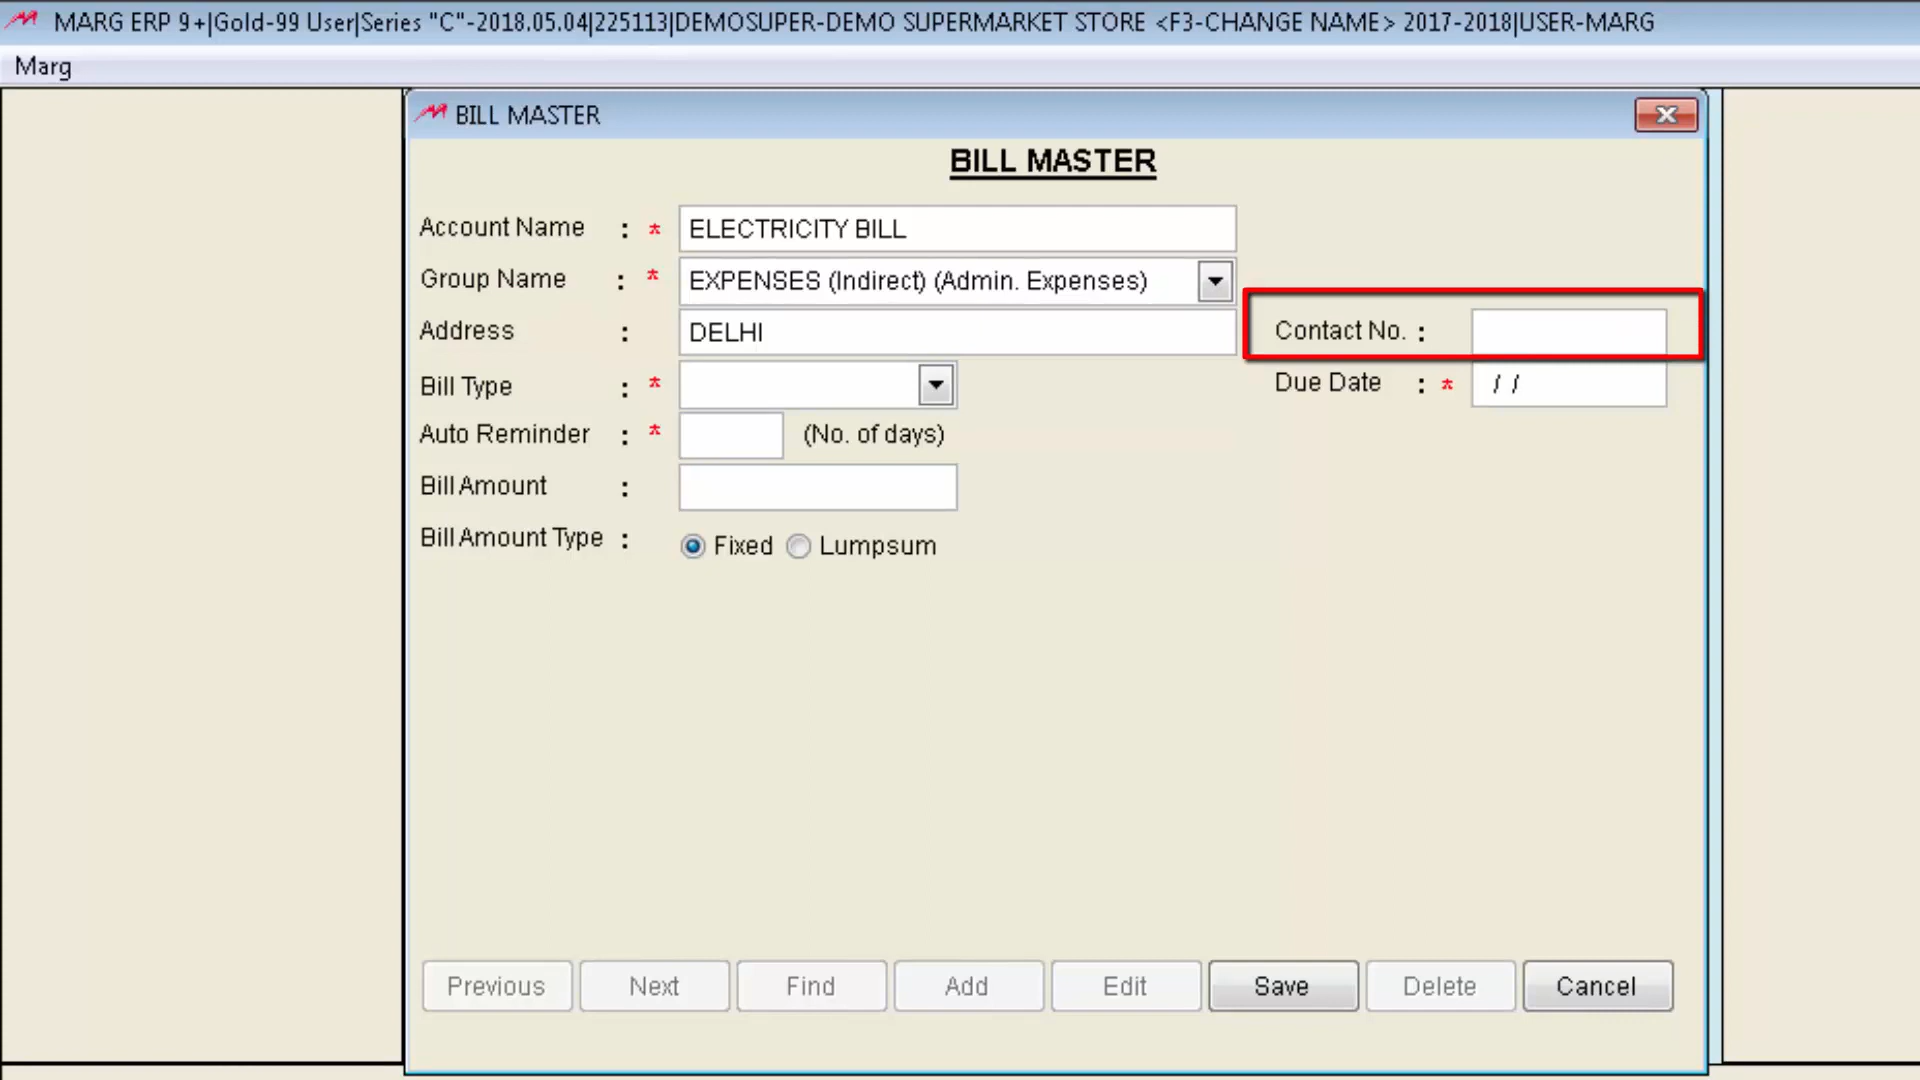 MARG ERP 9+|Gold-99 User|Series "C"-2018.05.04|225113|DEMOSUPER-DEMO SUPERMARKET STORE <F3-CHANGE NAME> 2017-2018|USER-MARG
Marg
BILL MASTER
BILL MASTER
Account Name : * ELECTRICITY BILL
Group Name : * EXPENSES (Indirect) (Admin. Expenses)
Address : DELHI Contact No. :
Bill Type : * Due Date : * / /
Auto Reminder : * (No. of days)
Bill Amount :
Bill Amount Type : Fixed Lumpsum
Previous Next Find Add Edit Save Delete Cancel